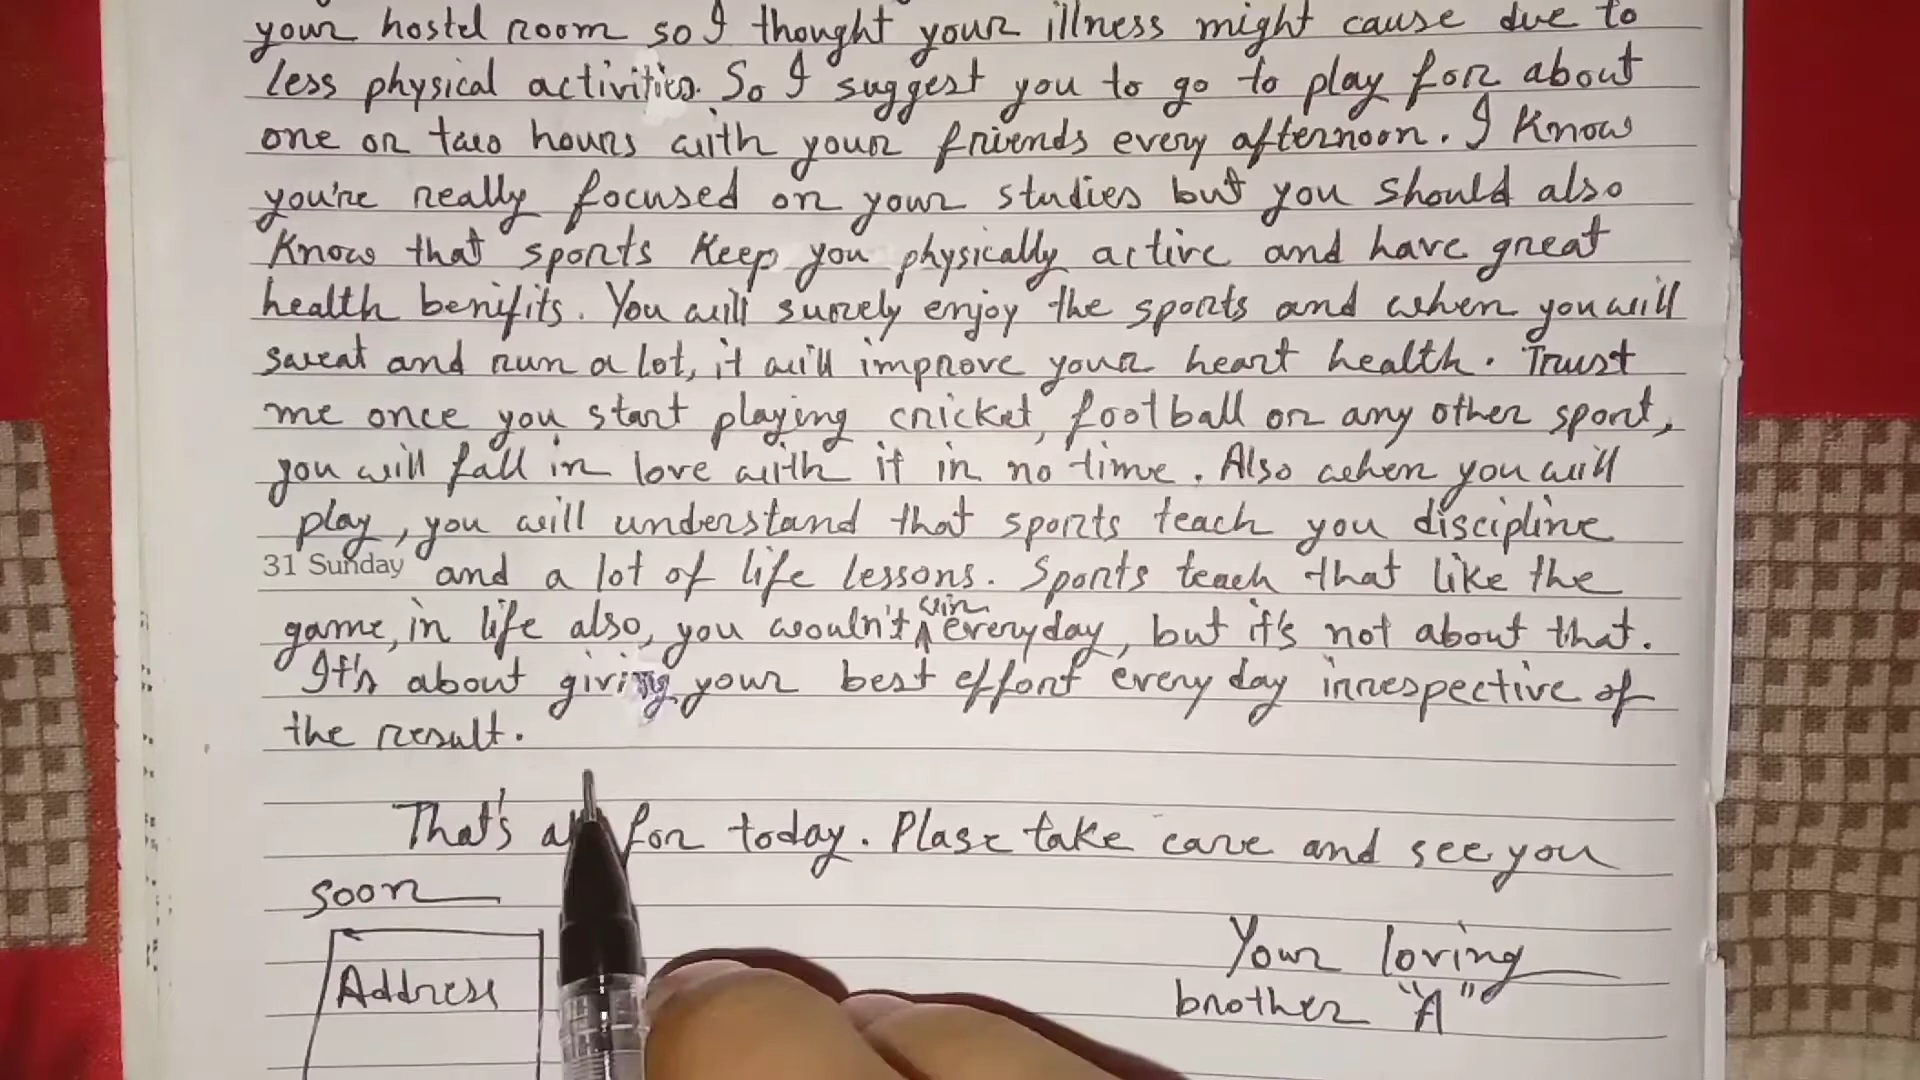 your hostel room so I thought your illness might cause due to
less physical activities. So I suggest you to go to play for about
one or two hours with your friends every afternoon. I Know
you're really focused on your studies but you should also
Know that sports Keep you physically active and have great
health benifits. You will surely enjoy the sports and when you will
sweat and run a lot, it will improve your heart health. Trust
me once you start playing cricket, football or any other sport,
you will fall in love with it in no time. Also when you will
play, you will understand that sports teach you discipline
31 Sunday and a lot of life lessons. Sports teach that like the
game, in life also, you wouln't win everyday, but it's not about that.
It's about giving your best effort every day irrespective of
the result.
That's all for today. Plase take care and see you
soon
Your loving
brother "A"
Address